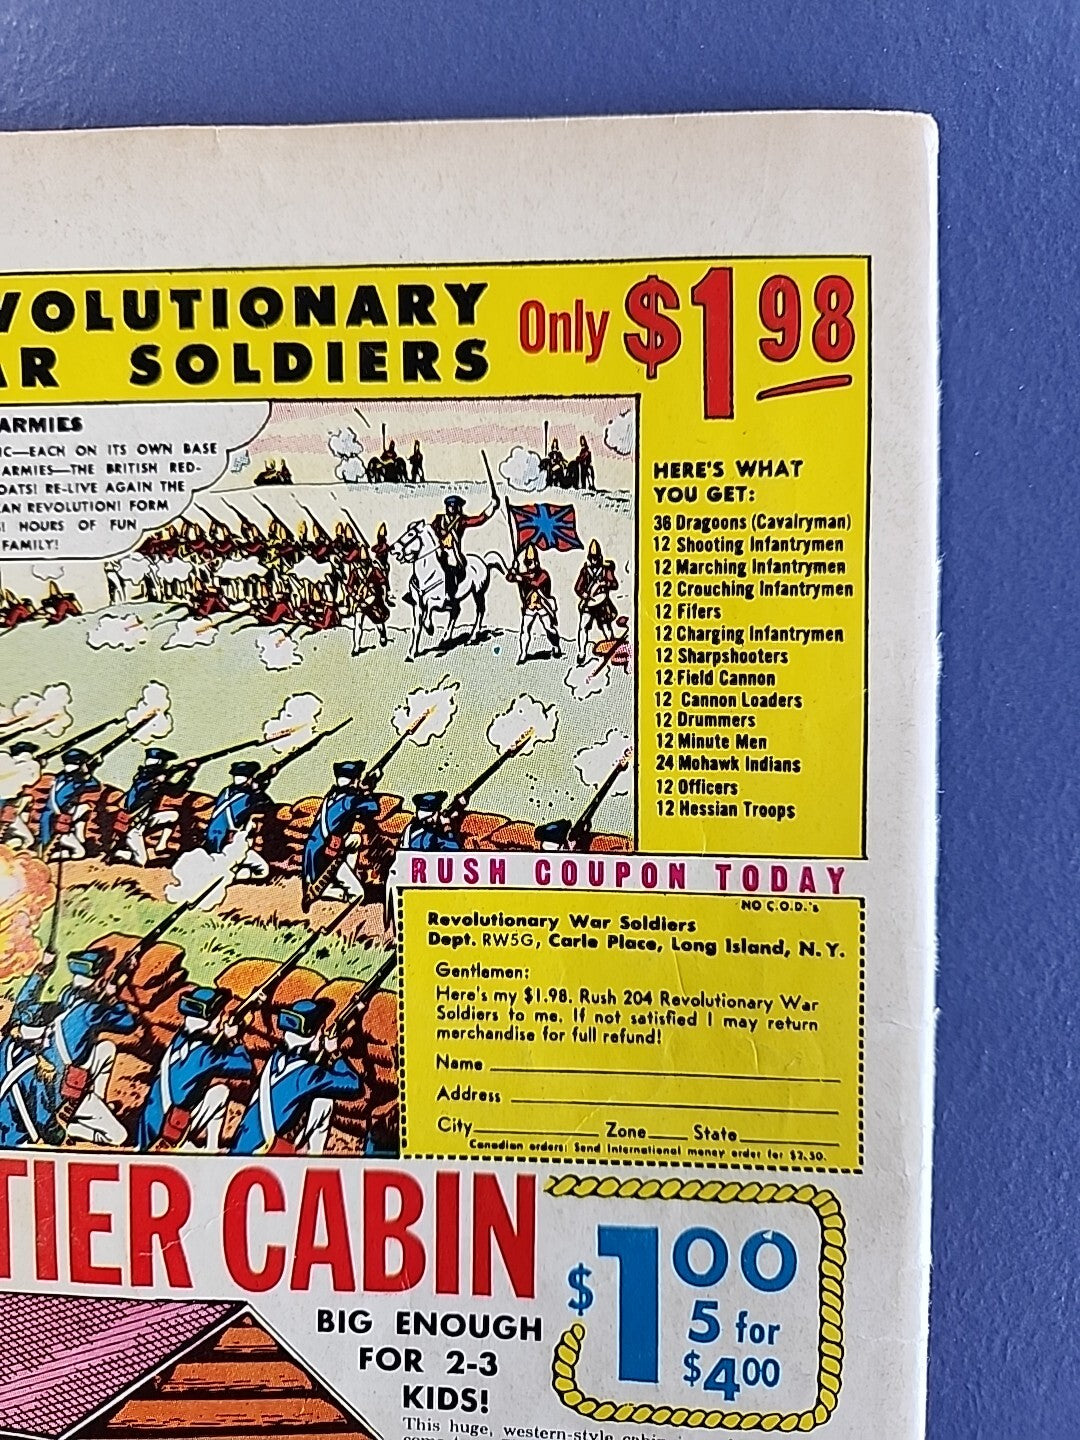 VOLUTIONARY
AR SOLDIERS
Only $1.98
ARMIES
IC—EACH ON ITS OWN BASE
ARMIES—THE BRITISH RED-
OATS! RE-LIVE AGAIN THE
AN REVOLUTION! FORM
! HOURS OF FUN
FAMILY!
HERE'S WHAT
YOU GET:
36 Dragoons (Cavalryman)
12 Shooting Infantrymen
12 Marching Infantrymen
12 Crouching Infantrymen
12 Fifers
12 Charging Infantrymen
12 Sharpshooters
12 Field Cannon
12 Cannon Loaders
12 Drummers
12 Minute Men
24 Mohawk Indians
12 Officers
12 Hessian Troops
RUSH COUPON TODAY
NO C.O.D.'s
Revolutionary War Soldiers
Dept. RW5G, Carle Place, Long Island, N.Y.
Gentlemen:
Here's my $1.98. Rush 204 Revolutionary War
Soldiers to me. If not satisfied I may return
merchandise for full refund!
Name
Address
City Zone State
Canadian orders: Send International money order for $2.50.
TIER CABIN
$1.00
5 for
$4.00
BIG ENOUGH
FOR 2-3
KIDS!
This huge, western-style cabin